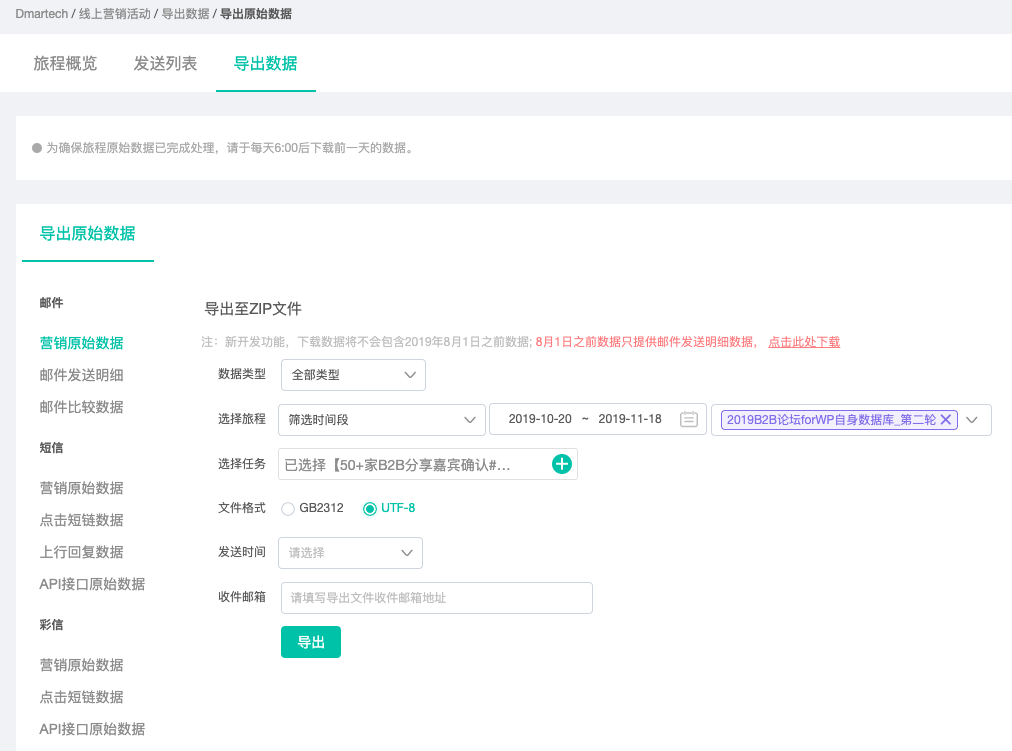 Dmartech / 线上营销活动 / 导出数据 / 导出原始数据
旅程概览 发送列表 导出数据
为确保旅程原始数据已完成处理，请于每天6:00后下载前一天的数据。
导出原始数据
邮件
营销原始数据
邮件发送明细
邮件比较数据
短信
营销原始数据
点击短链数据
上行回复数据
API接口原始数据
彩信
营销原始数据
点击短链数据
API接口原始数据
导出至ZIP文件
注：新开发功能，下载数据将不会包含2019年8月1日之前数据; 8月1日之前数据只提供邮件发送明细数据， 点击此处下载
数据类型 全部类型
选择旅程 筛选时间段 2019-10-20 ~ 2019-11-18 2019B2B论坛forWP自身数据库_第二轮
选择任务 已选择【50+家B2B分享嘉宾确认#...
文件格式 GB2312 UTF-8
发送时间 请选择
收件邮箱 请填写导出文件收件邮箱地址
导出